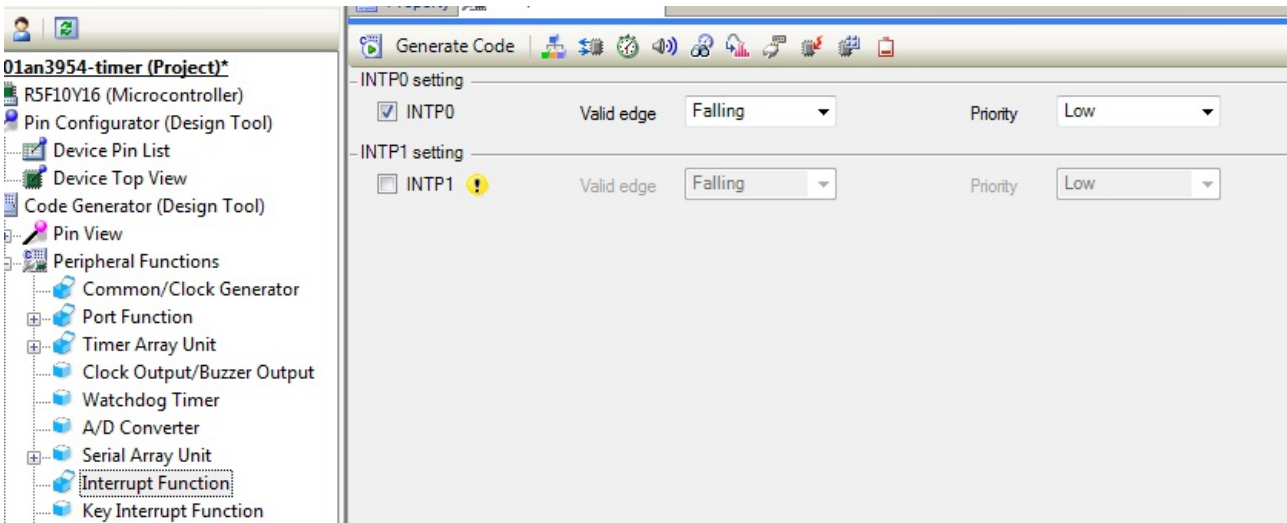 Property
Generate Code
01an3954-timer (Project)*
R5F10Y16 (Microcontroller)
Pin Configurator (Design Tool)
Device Pin List
Device Top View
Code Generator (Design Tool)
Pin View
Peripheral Functions
Common/Clock Generator
Port Function
Timer Array Unit
Clock Output/Buzzer Output
Watchdog Timer
A/D Converter
Serial Array Unit
Interrupt Function
Key Interrupt Function
INTP0 setting
INTP0 Valid edge Falling Priority Low
INTP1 setting
INTP1 Valid edge Falling Priority Low